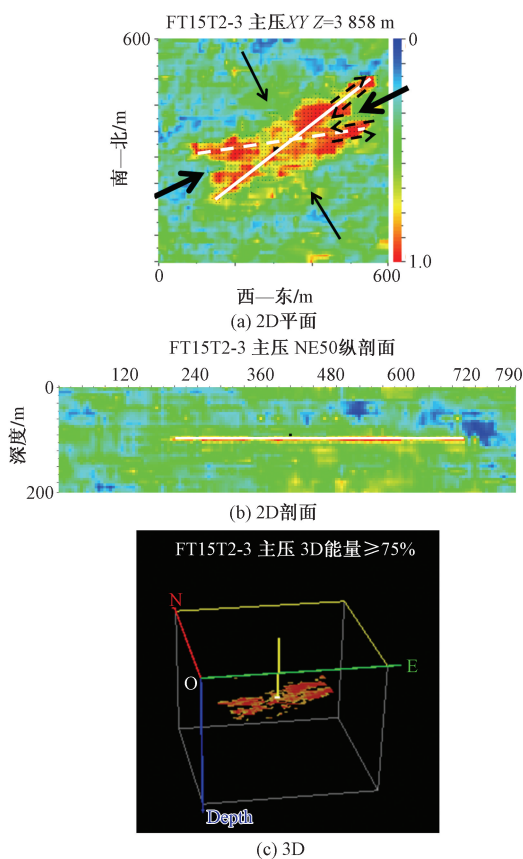 FT15T2-3 主压XY Z=3 858 m
600
0
南—北/m
1.0
0
600
西—东/m
(a) 2D平面
FT15T2-3 主压 NE50纵剖面
120 240 360 480 600 720 790
0
深度/m
200
(b) 2D剖面
FT15T2-3 主压 3D能量≥75%
N
E
O
Depth
(c) 3D